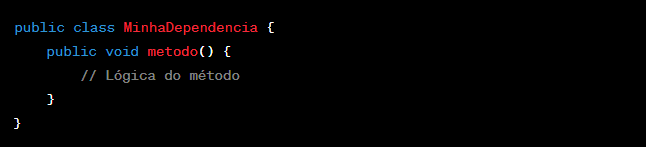 public class MinhaDependencia {
    public void metodo() {
        // Lógica do método
    }
}